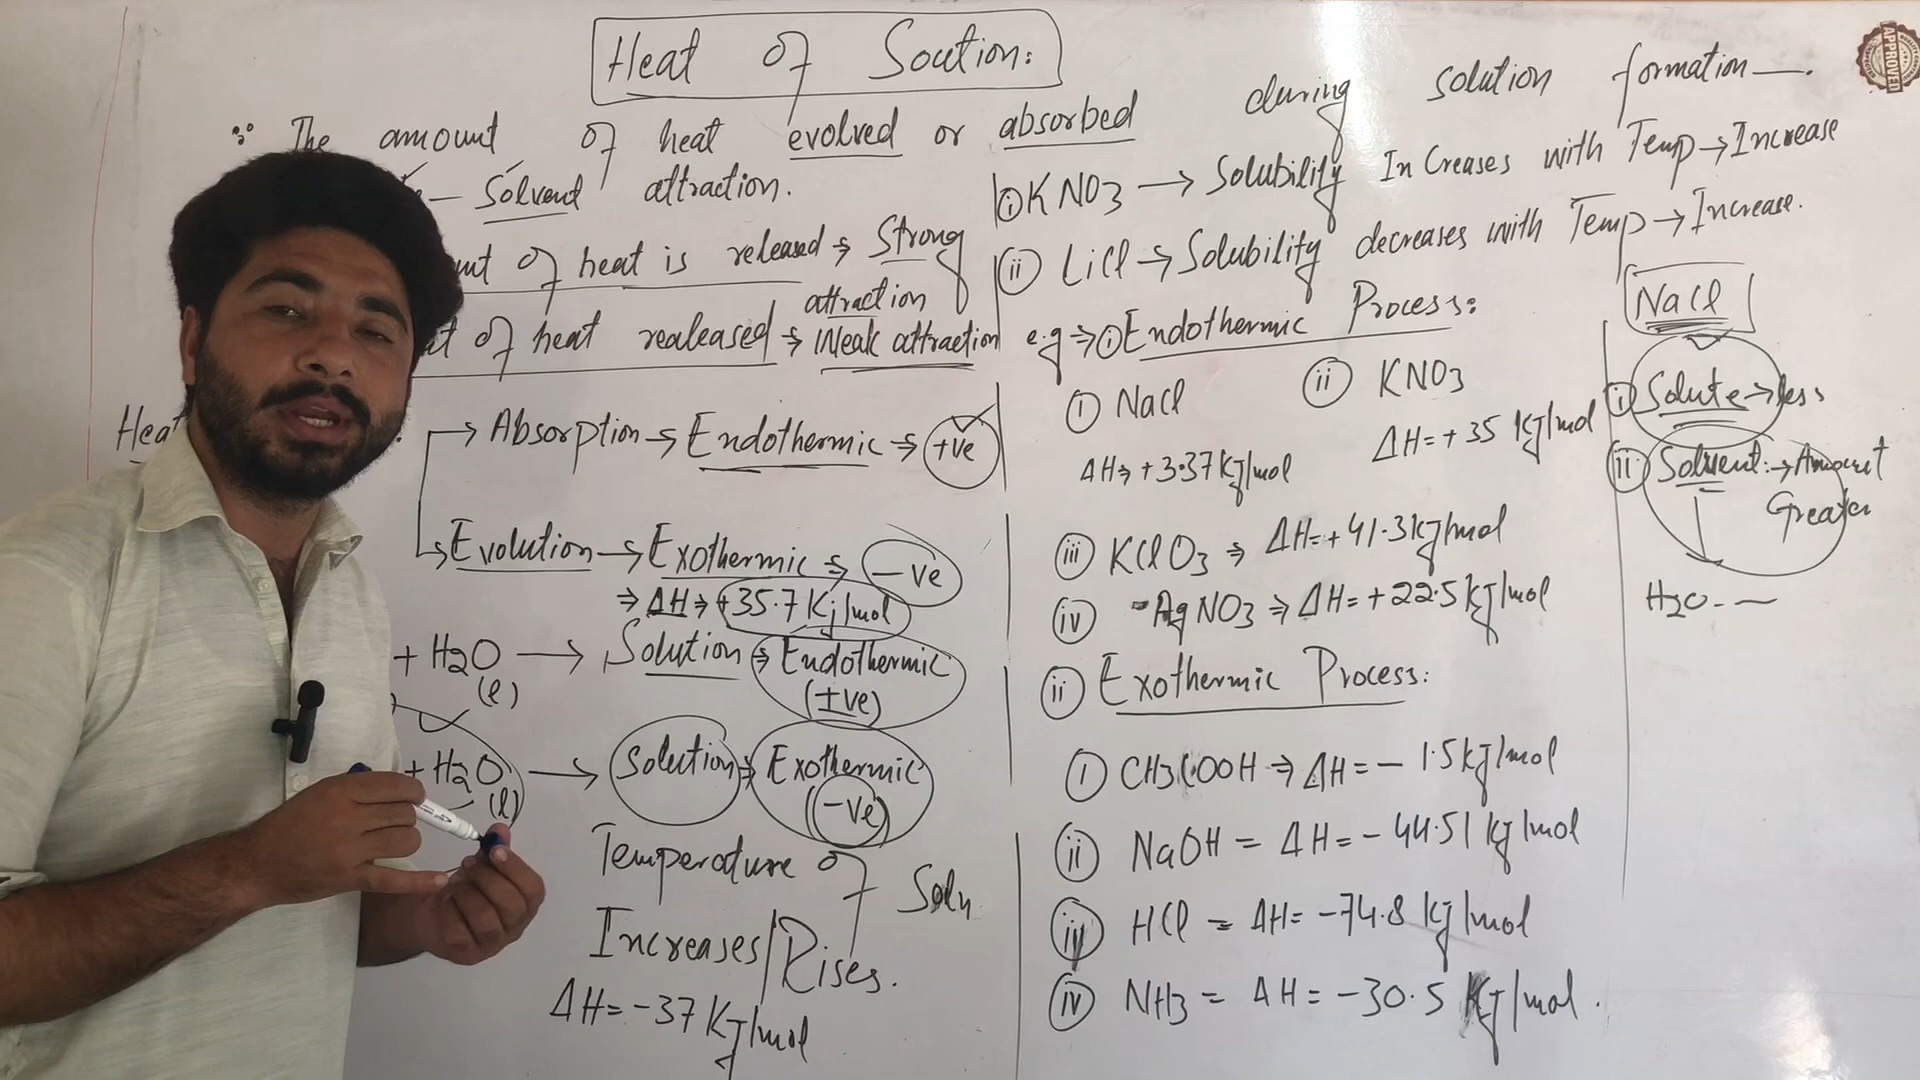 Heat of Soution:
The amount of heat evolved or absorbed during solution formation
Solvent attraction.
of heat is released → Strong attraction
of heat realeased → Weak attraction
Heat
→ Absorption → Endothermic → +ve
→ Evolution → Exothermic → -ve
⇒ ΔH ⇒ +35.7 Kj/mol
+ H2O (l) → Solution ⇒ Endothermic (+ve)
+ H2O (l) → Solution ⇒ Exothermic (-ve)
Temperature of Soln
Increases/Rises.
ΔH = -37 Kj/mol
(i) KNO3 → Solubility InCreases with Temp → Increase
(ii) LiCl → Solubility decreases with Temp → Increase.
e.g ⇒ (i) Endothermic Process:
(i) NaCl
ΔH ⇒ +3.37 Kj/mol
(ii) KNO3
ΔH = +35 Kj/mol
(iii) KClO3 ⇒ ΔH = +41.3 kj/mol
(iv) AgNO3 ⇒ ΔH = +22.5 kj/mol
(ii) Exothermic Process:
(i) CH3COOH ⇒ ΔH = - 1.5 kj/mol
(ii) NaOH = ΔH = - 44.51 kj/mol
HCl = ΔH = -74.8 kj/mol
(iv) NH3 = ΔH = -30.5 Kj/mol.
NaCl
(i) Solute → less
(ii) Solvent: → Amount Greater
H2O
APPROVED